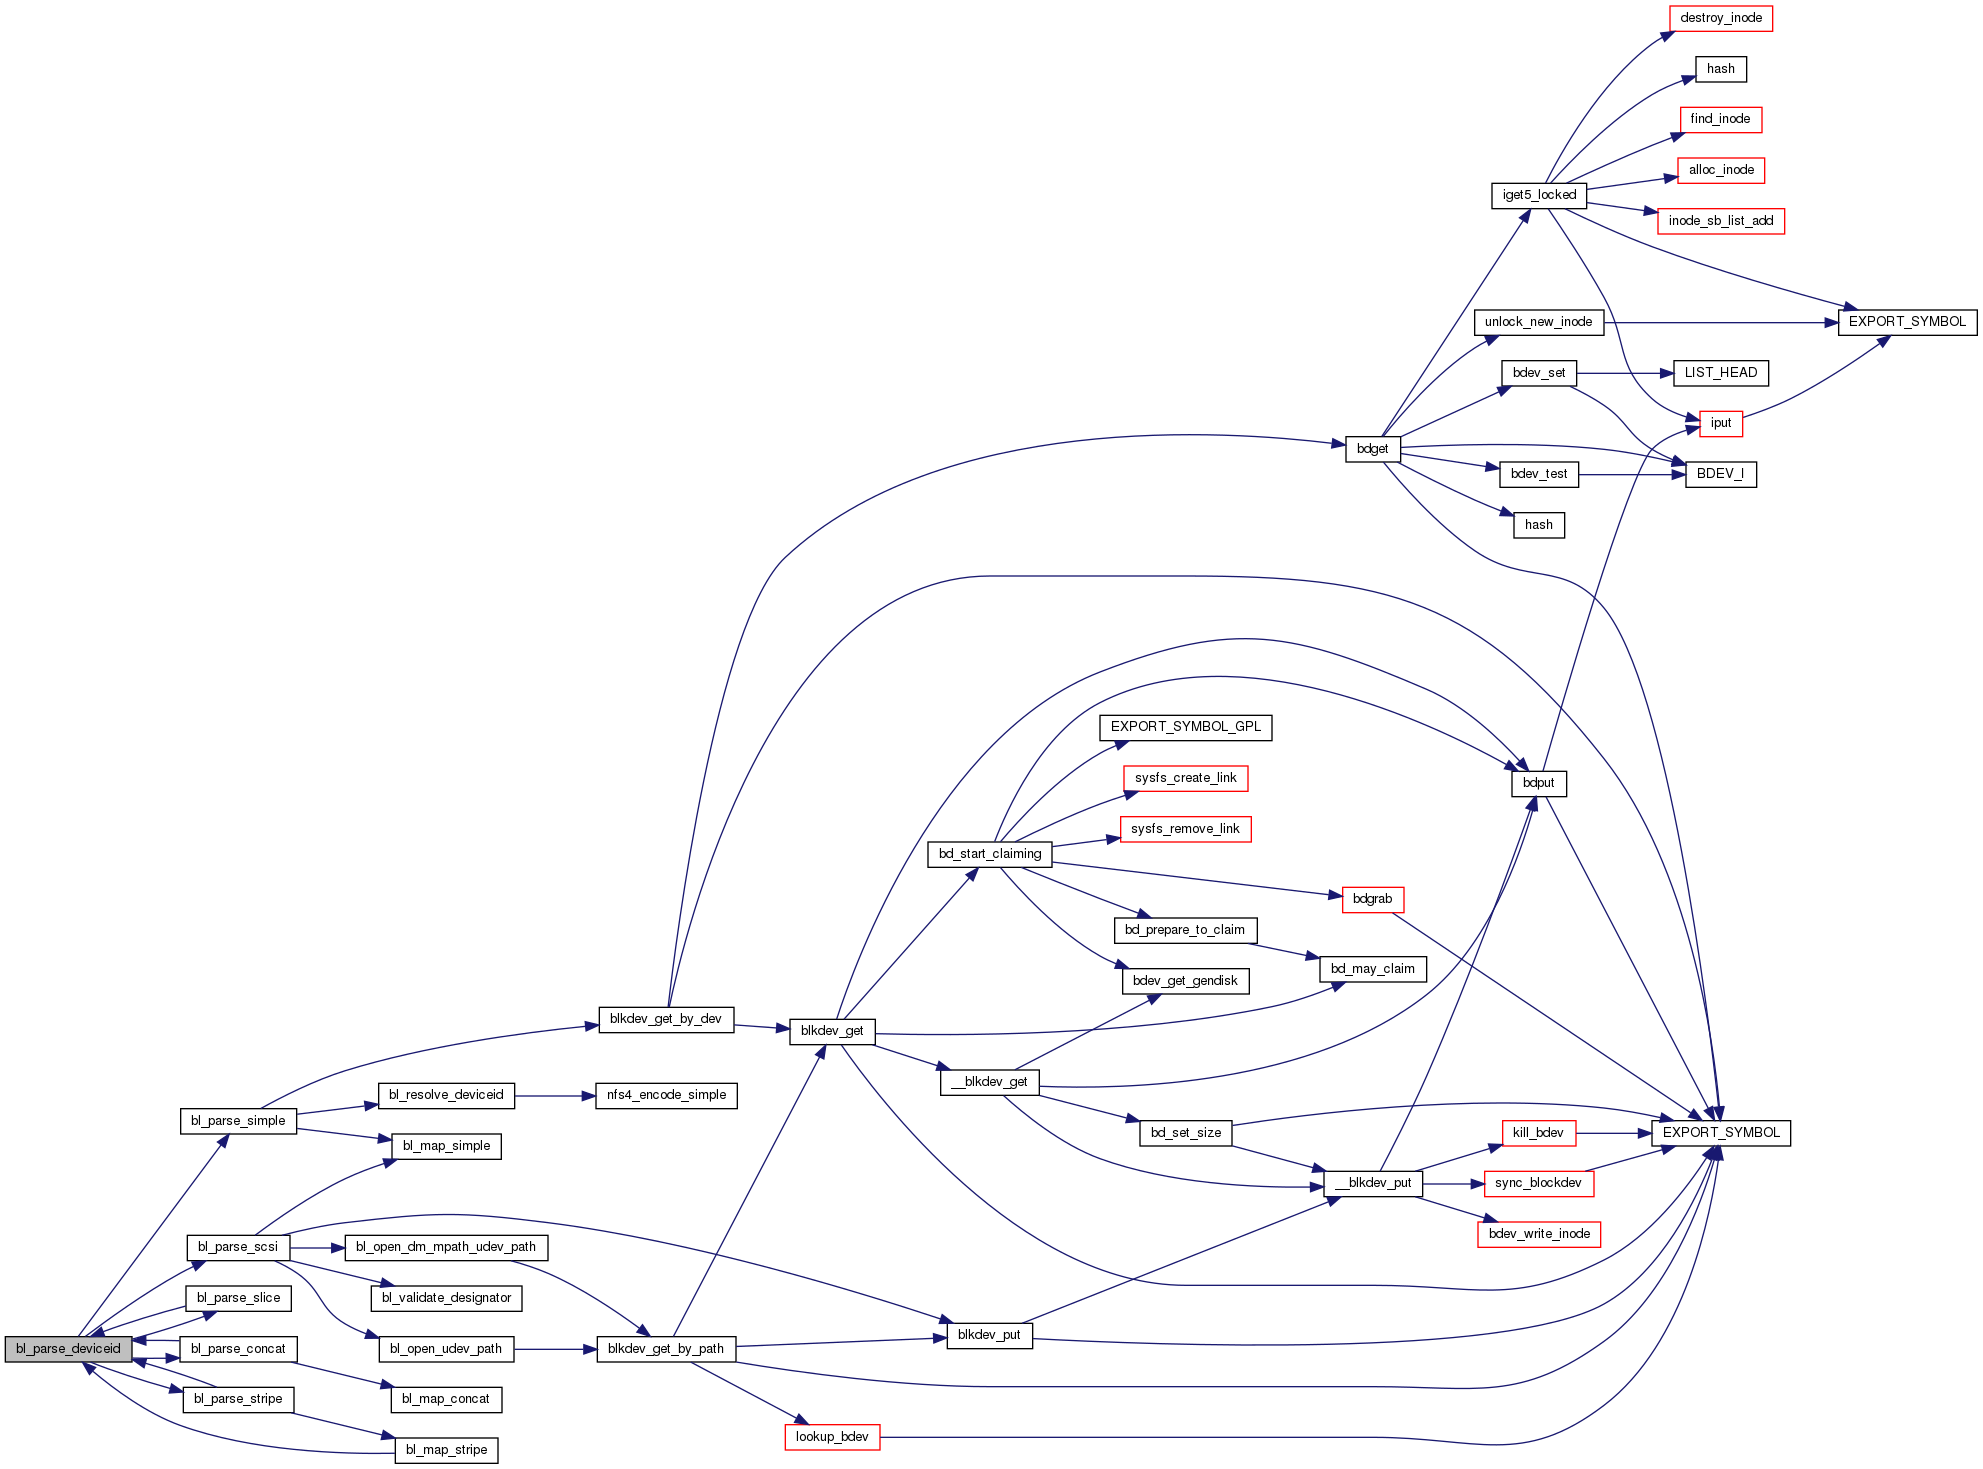 destroy_inode
hash
find_inode
alloc_inode
iget5_locked
inode_sb_list_add
unlock_new_inode
EXPORT_SYMBOL
bdev_set
LIST_HEAD
iput
bdget
bdev_test
BDEV_I
hash
EXPORT_SYMBOL_GPL
sysfs_create_link
bdput
sysfs_remove_link
bd_start_claiming
bdgrab
bd_prepare_to_claim
bd_may_claim
bdev_get_gendisk
blkdev_get_by_dev
blkdev_get
__blkdev_get
bl_resolve_deviceid
nfs4_encode_simple
bl_parse_simple
bd_set_size
kill_bdev
EXPORT_SYMBOL
bl_map_simple
__blkdev_put
sync_blockdev
bdev_write_inode
bl_parse_scsi
bl_open_dm_mpath_udev_path
bl_parse_slice
bl_validate_designator
blkdev_put
bl_parse_deviceid
bl_parse_concat
bl_open_udev_path
blkdev_get_by_path
bl_parse_stripe
bl_map_concat
lookup_bdev
bl_map_stripe